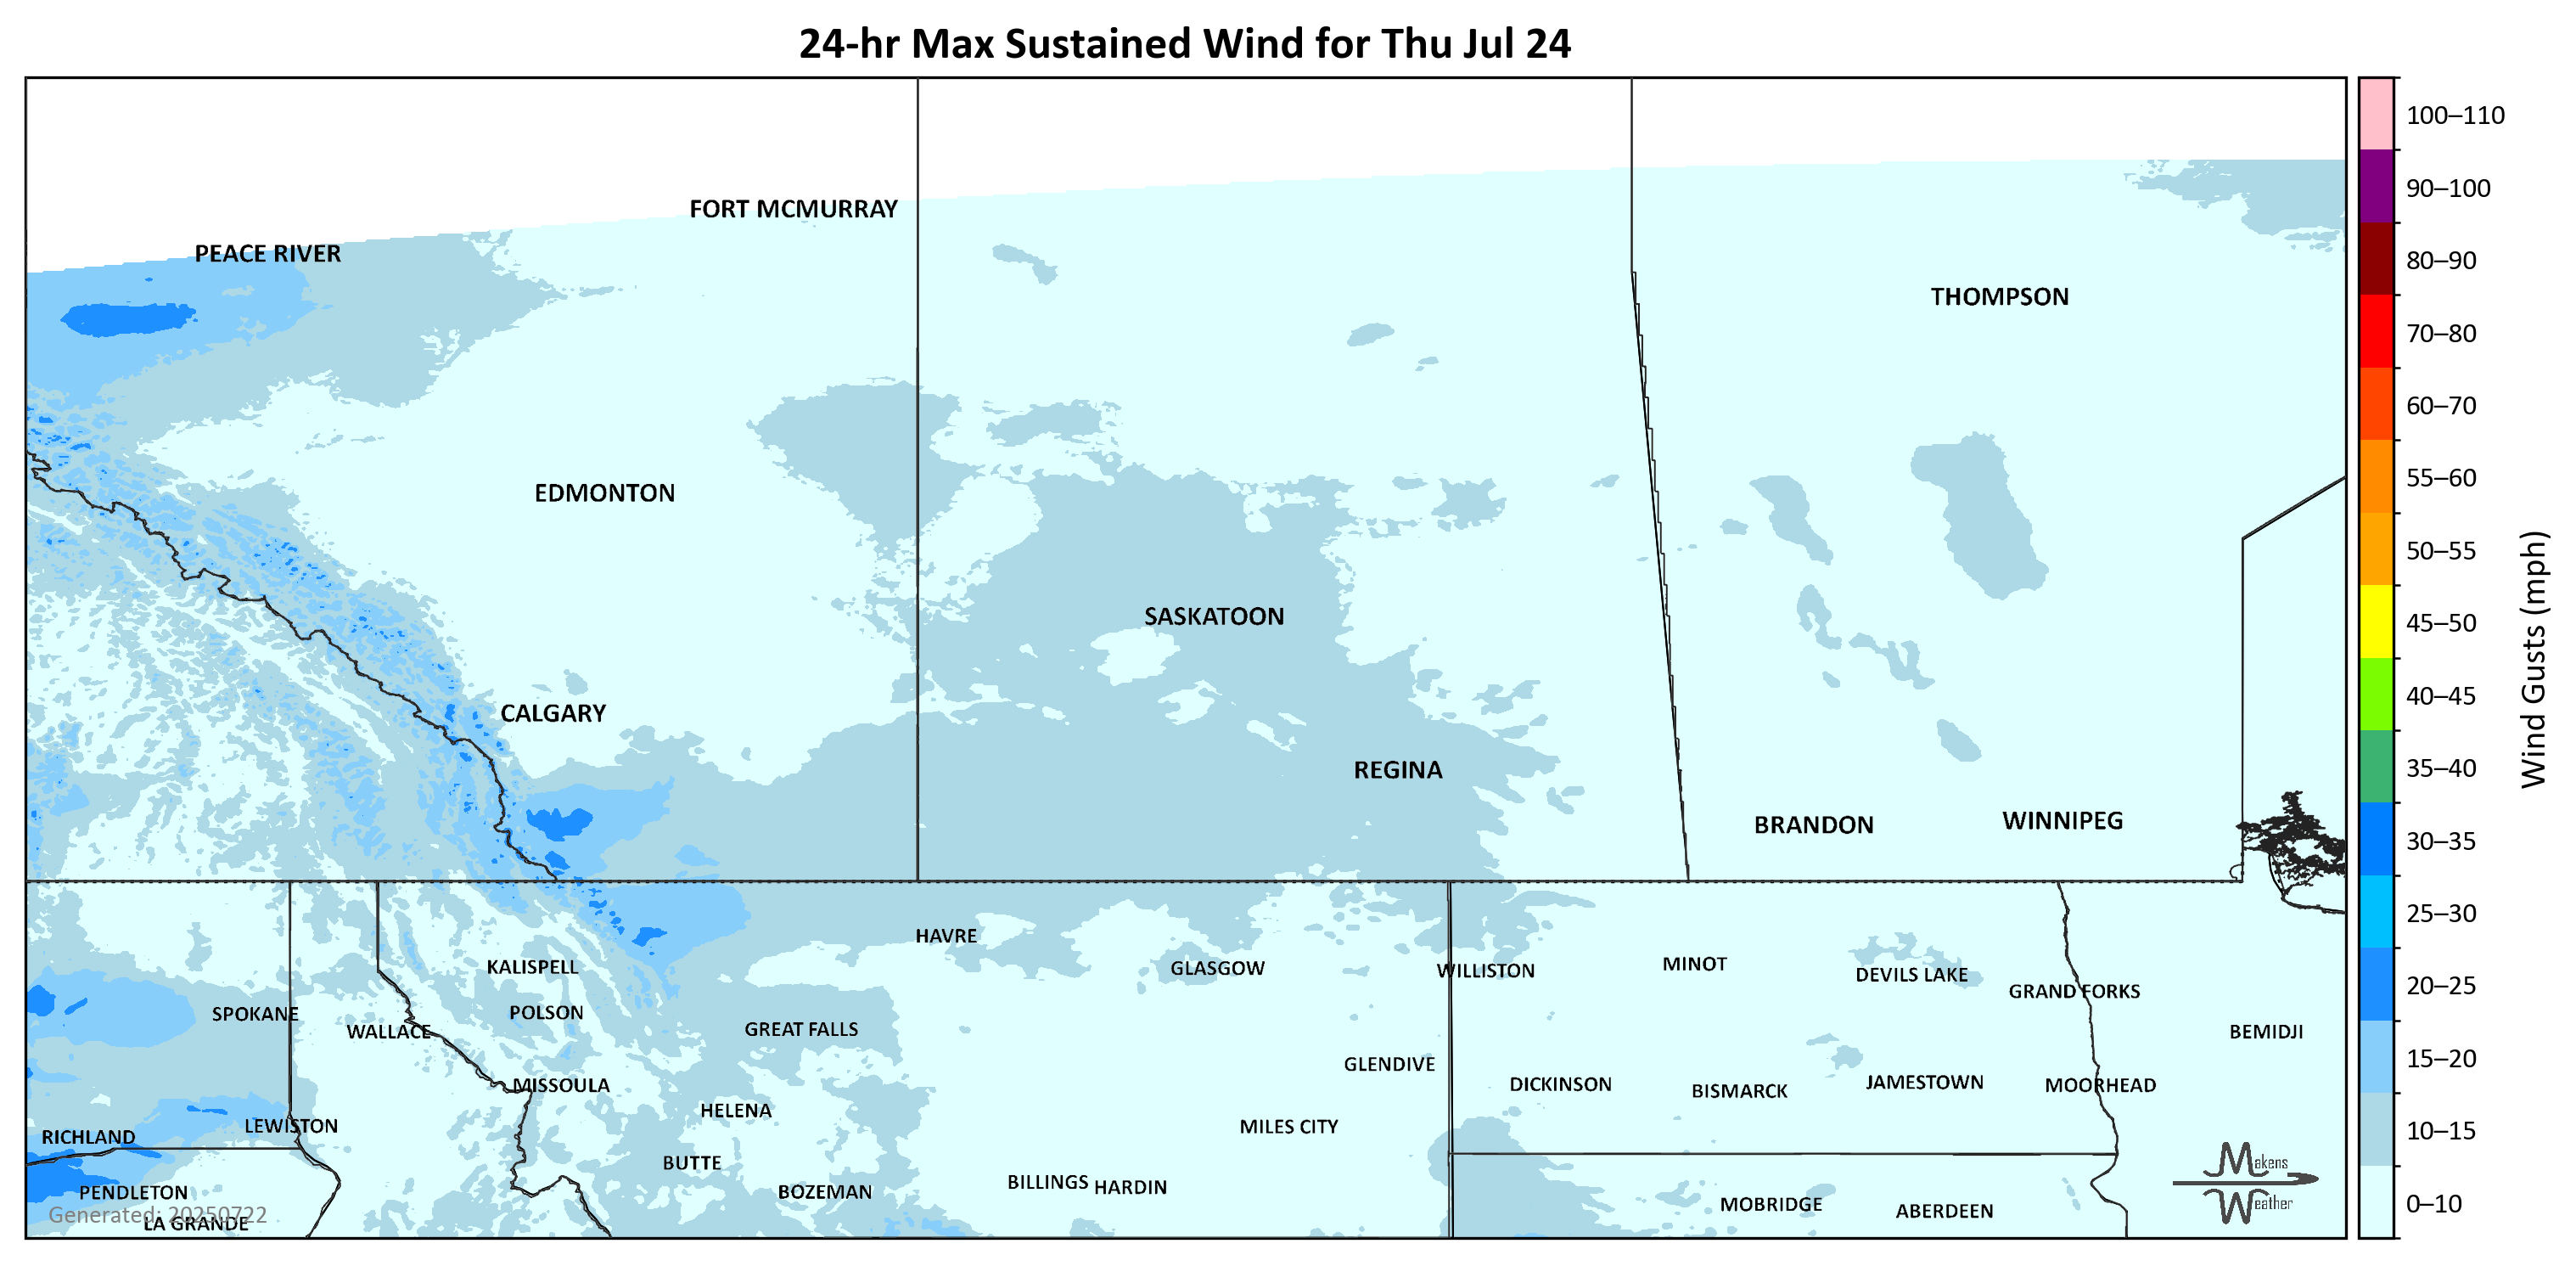 24-hr Max Sustained Wind for Thu Jul 24
FORT MCMURRAY
PEACE RIVER
THOMPSON
EDMONTON
SASKATOON
CALGARY
REGINA
BRANDON
WINNIPEG
HAVRE
KALISPELL
GLASGOW
WILLISTON
MINOT
DEVILS LAKE
GRAND FORKS
SPOKANE
POLSON
WALLACE
GREAT FALLS
BEMIDJI
GLENDIVE
MISSOULA
DICKINSON
BISMARCK
JAMESTOWN
MOORHEAD
HELENA
LEWISTON
MILES CITY
RICHLAND
BUTTE
PENDLETON
BOZEMAN
BILLINGS
HARDIN
MOBRIDGE
ABERDEEN
Generated: 20250722
LA GRANDE
Makens
Weather
100–110
90–100
80–90
70–80
60–70
55–60
50–55
45–50
40–45
35–40
30–35
25–30
20–25
15–20
10–15
0–10
Wind Gusts (mph)